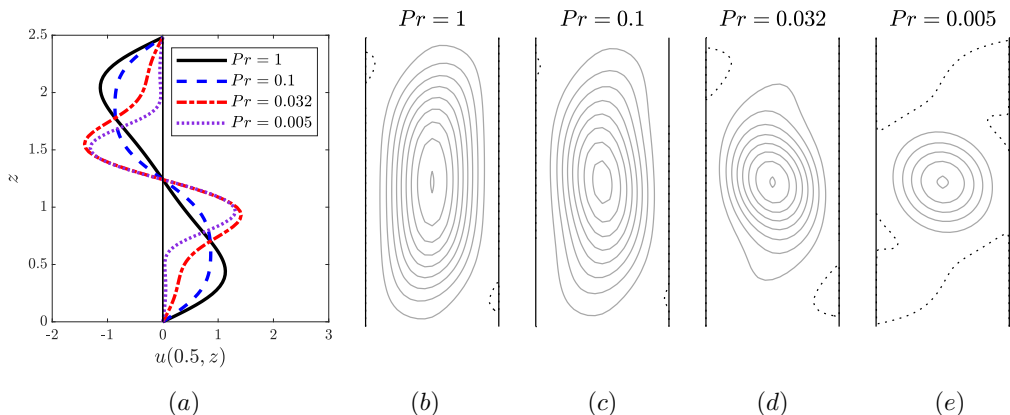 Pr = 1
Pr = 0.1
Pr = 0.032
Pr = 0.005
2.5
2
1.5
1
0.5
0
z
Pr = 1
Pr = 0.1
Pr = 0.032
Pr = 0.005
-2
-1
0
1
2
3
u(0.5, z)
(a)
(b)
(c)
(d)
(e)